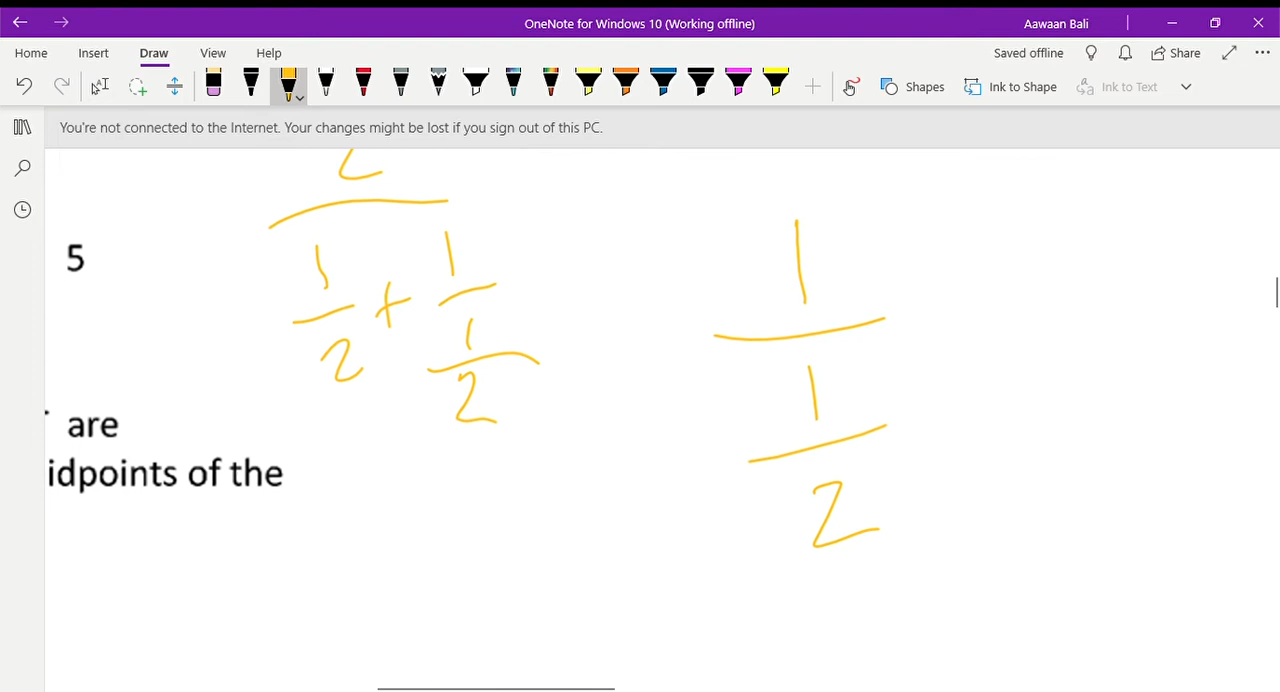 OneNote for Windows 10 (Working offline)
Aawaan Bali
Home Insert Draw View Help
Saved offline
Share
Shapes
Ink to Shape
Ink to Text
You're not connected to the Internet. Your changes might be lost if you sign out of this PC.
2
1
2
+
1
1
2
5
1
1
2
are
idpoints of the